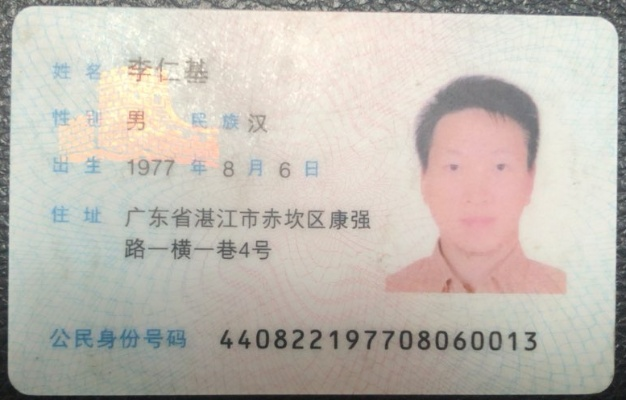 姓名 李仁基
性别 男 民族 汉
出生 1977 年 8 月 6 日
住址 广东省湛江市赤坎区康强
路一横一巷4号
公民身份号码 440822197708060013